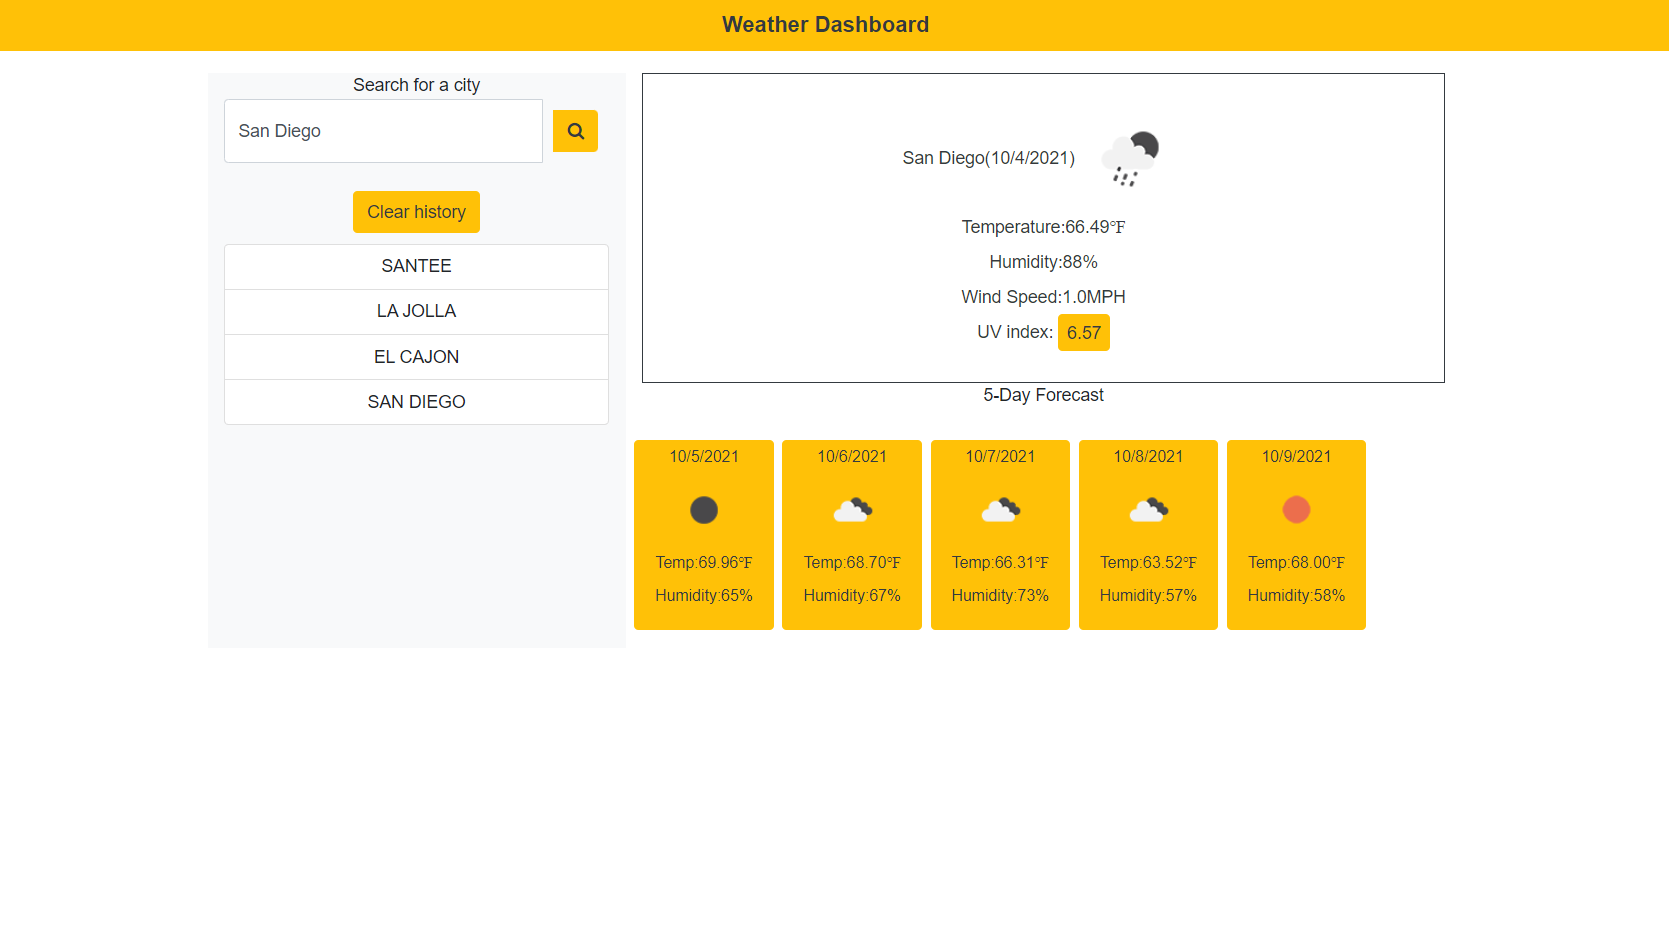 Weather Dashboard
Search for a city
San Diego
Clear history
SANTEE
LA JOLLA
EL CAJON
SAN DIEGO
San Diego(10/4/2021)
Temperature:66.49℉
Humidity:88%
Wind Speed:1.0MPH
UV index: 6.57
5-Day Forecast
10/5/2021
Temp:69.96℉
Humidity:65%
10/6/2021
Temp:68.70℉
Humidity:67%
10/7/2021
Temp:66.31℉
Humidity:73%
10/8/2021
Temp:63.52℉
Humidity:57%
10/9/2021
Temp:68.00℉
Humidity:58%